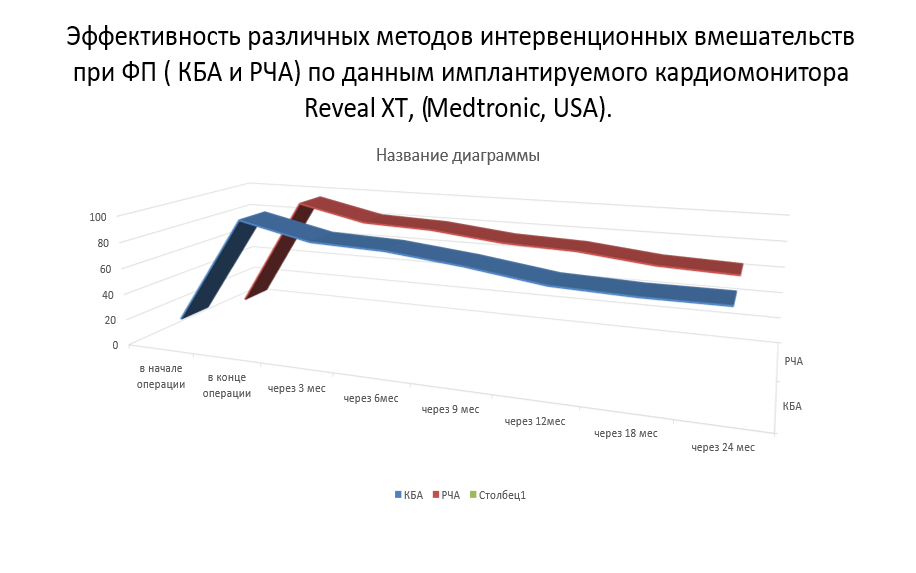 Эффективность различных методов интервенционных вмешательств
при ФП ( КБА и РЧА) по данным имплантируемого кардиомонитора
Reveal XT, (Medtronic, USA).
Название диаграммы
100
80
60
40
20
0
в начале
операции
в конце
операции
через 3 мес
через 6мес
через 9 мес
через 12мес
через 18 мес
через 24 мес
РЧА
КБА
КБА РЧА Столбец1